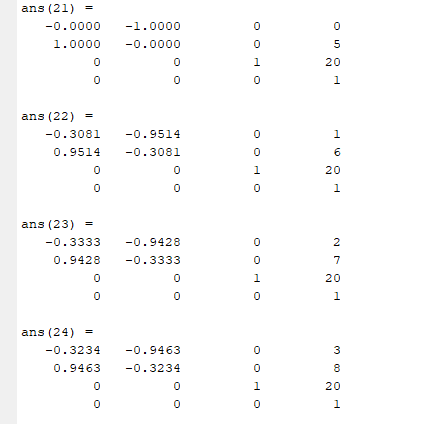 ans(21) =
-0.0000 -1.0000 0 0
1.0000 -0.0000 0 5
0 0 1 20
0 0 0 1
ans(22) =
-0.3081 -0.9514 0 1
0.9514 -0.3081 0 6
0 0 1 20
0 0 0 1
ans(23) =
-0.3333 -0.9428 0 2
0.9428 -0.3333 0 7
0 0 1 20
0 0 0 1
ans(24) =
-0.3234 -0.9463 0 3
0.9463 -0.3234 0 8
0 0 1 20
0 0 0 1